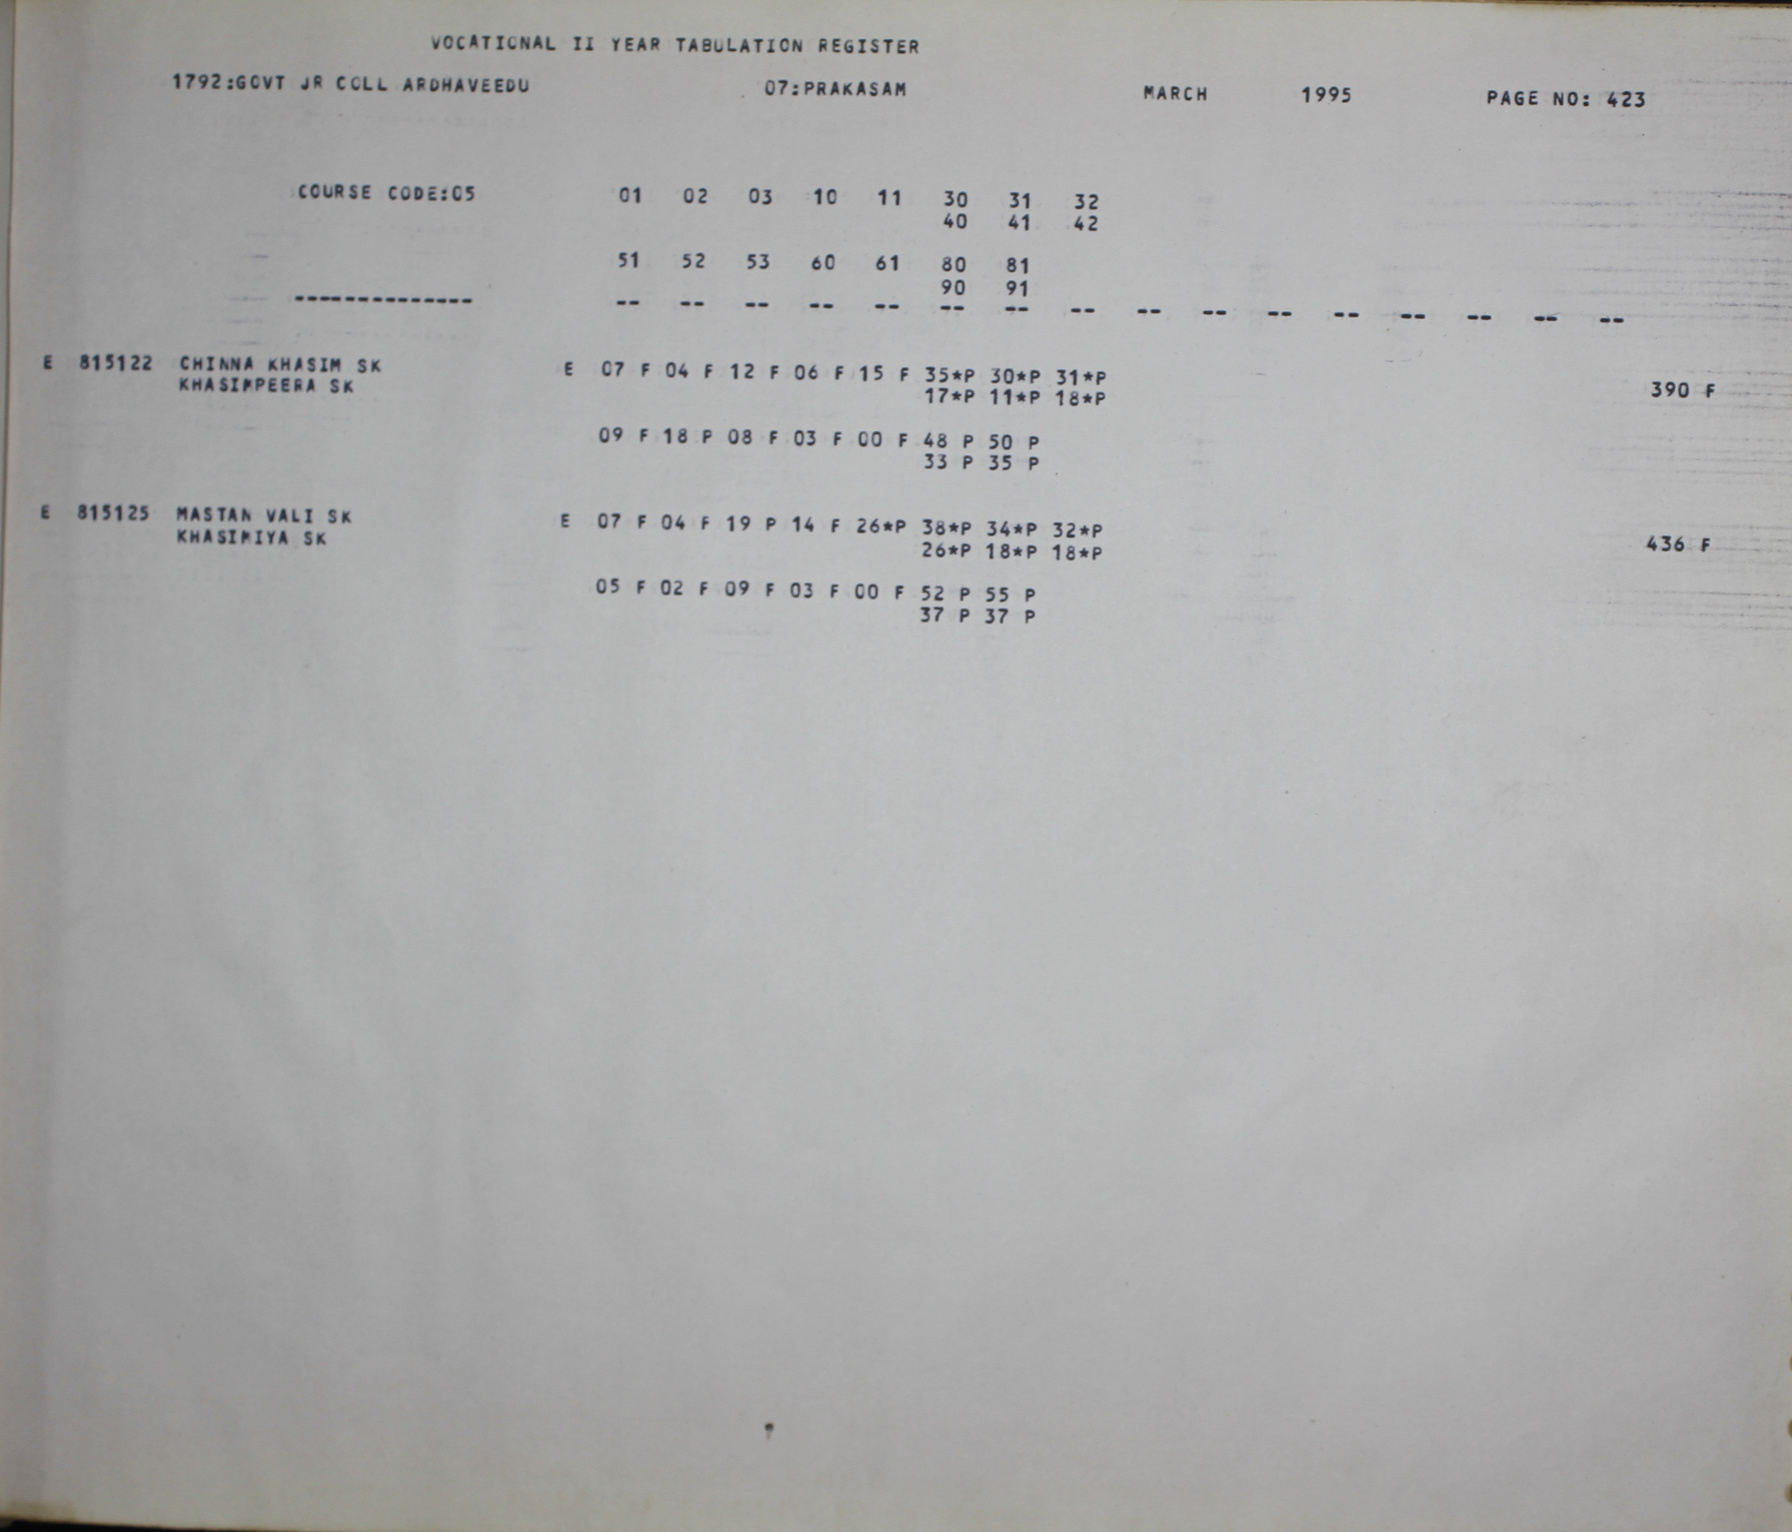 VOCATIONAL II YEAR TABULATION REGISTER
1792:GOVT JR COLL ARDHAVEEDU 07:PRAKASAM MARCH 1995 PAGE NO: 423
COURSE CODE:05 01 02 03 10 11 30 31 32
40 41 42
51 52 53 60 61 80 81
90 91
-------------- -- -- -- -- -- -- -- -- -- -- -- -- -- -- -- --
E 815122 CHINNA KHASIM SK E 07 F 04 F 12 F 06 F 15 F 35*P 30*P 31*P
KHASIMPEERA SK 17*P 11*P 18*P 390 F
09 F 18 P 08 F 03 F 00 F 48 P 50 P
33 P 35 P
E 815125 MASTAN VALI SK E 07 F 04 F 19 P 14 F 26*P 38*P 34*P 32*P
KHASIMIYA SK 26*P 18*P 18*P 436 F
05 F 02 F 09 F 03 F 00 F 52 P 55 P
37 P 37 P